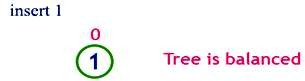 insert 1
0
1
Tree is balanced